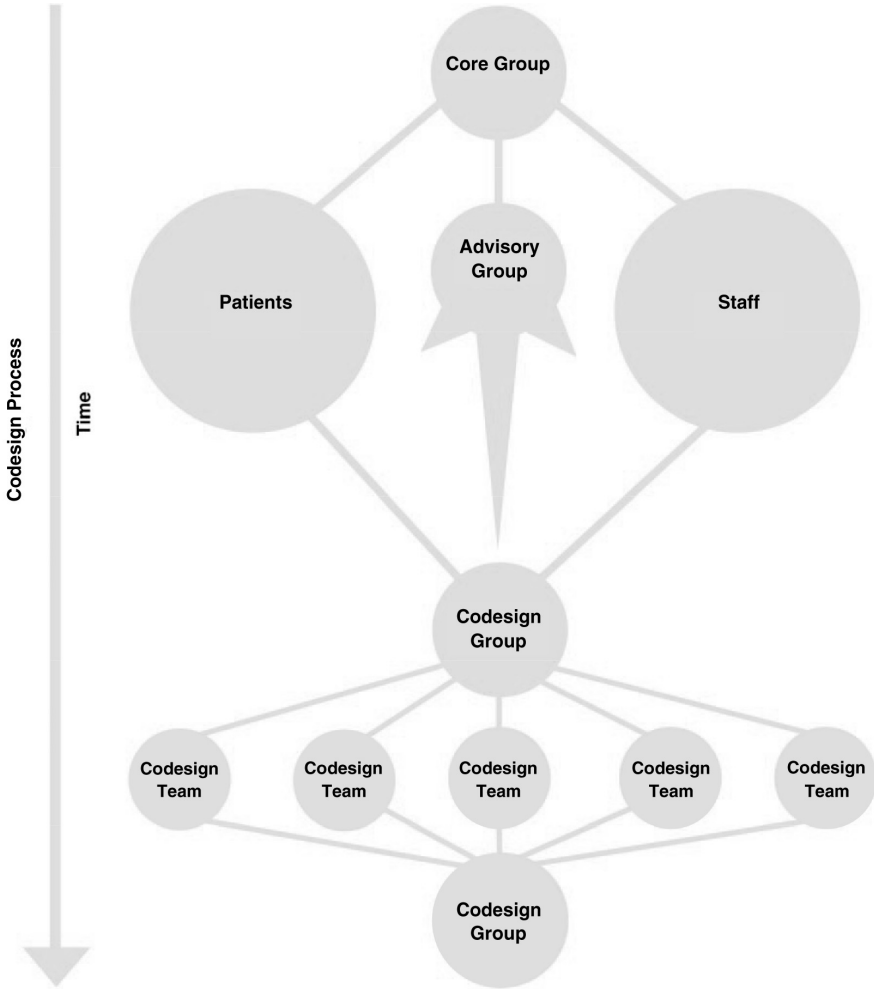 Codesign Process
Time
Core Group
Patients
Advisory
Group
Staff
Codesign
Group
Codesign
Team
Codesign
Team
Codesign
Team
Codesign
Team
Codesign
Team
Codesign
Group